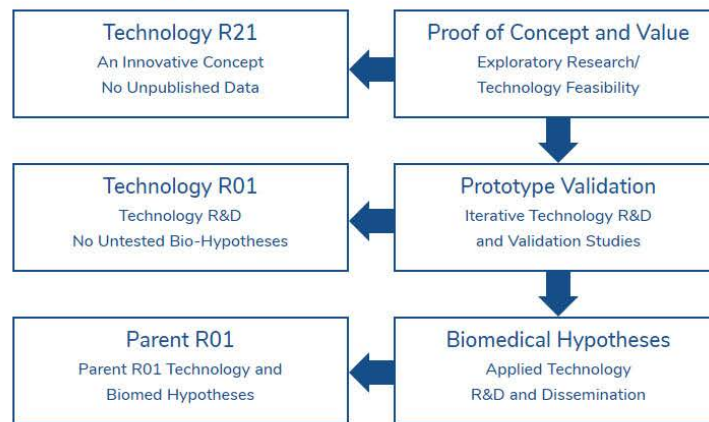 Technology R21
An Innovative Concept
No Unpublished Data
Proof of Concept and Value
Exploratory Research/
Technology Feasibility
Technology R01
Technology R&D
No Untested Bio-Hypotheses
Prototype Validation
Iterative Technology R&D
and Validation Studies
Parent R01
Parent R01 Technology and
Biomed Hypotheses
Biomedical Hypotheses
Applied Technology
R&D and Dissemination